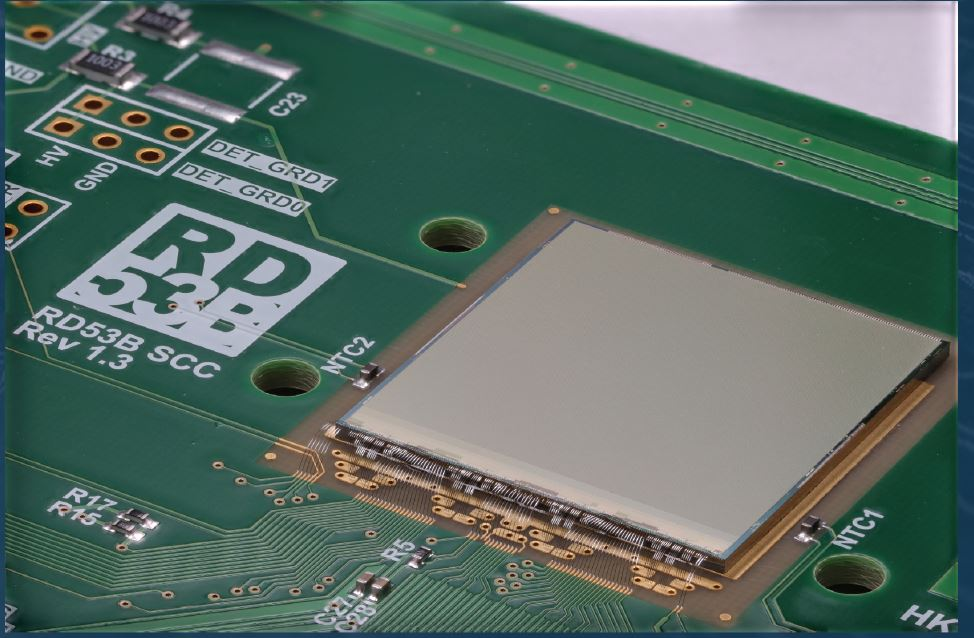 R4
1003
R3
1003
C23
HV
GND
DET_GRD1
DET_GRD0
RD
53B
RD53B SCC
Rev 1.3
NTC2
R17
R15
R5
NTC1
HK